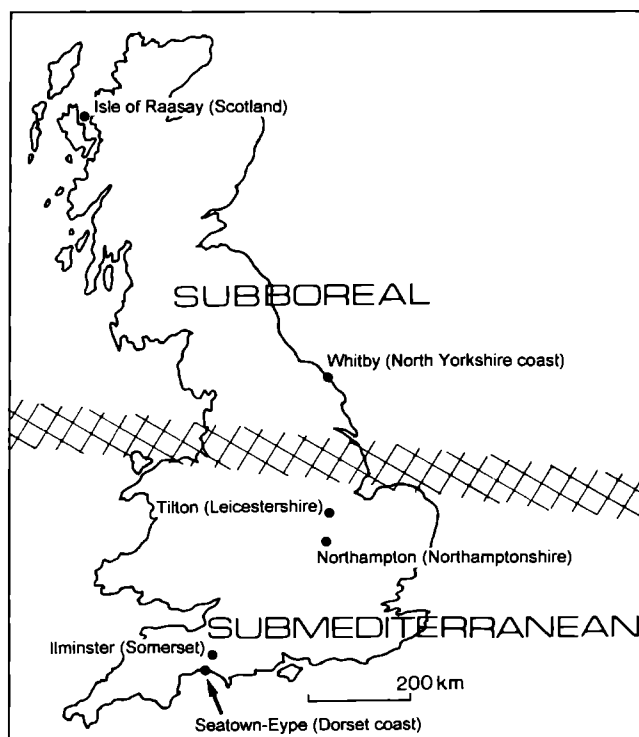 Isle of Raasay (Scotland)
SUBBOREAL
Whitby (North Yorkshire coast)
Tilton (Leicestershire)
Northampton (Northamptonshire)
SUBMEDITERRANEAN
Ilminster (Somerset)
200 km
Seatown-Eype (Dorset coast)